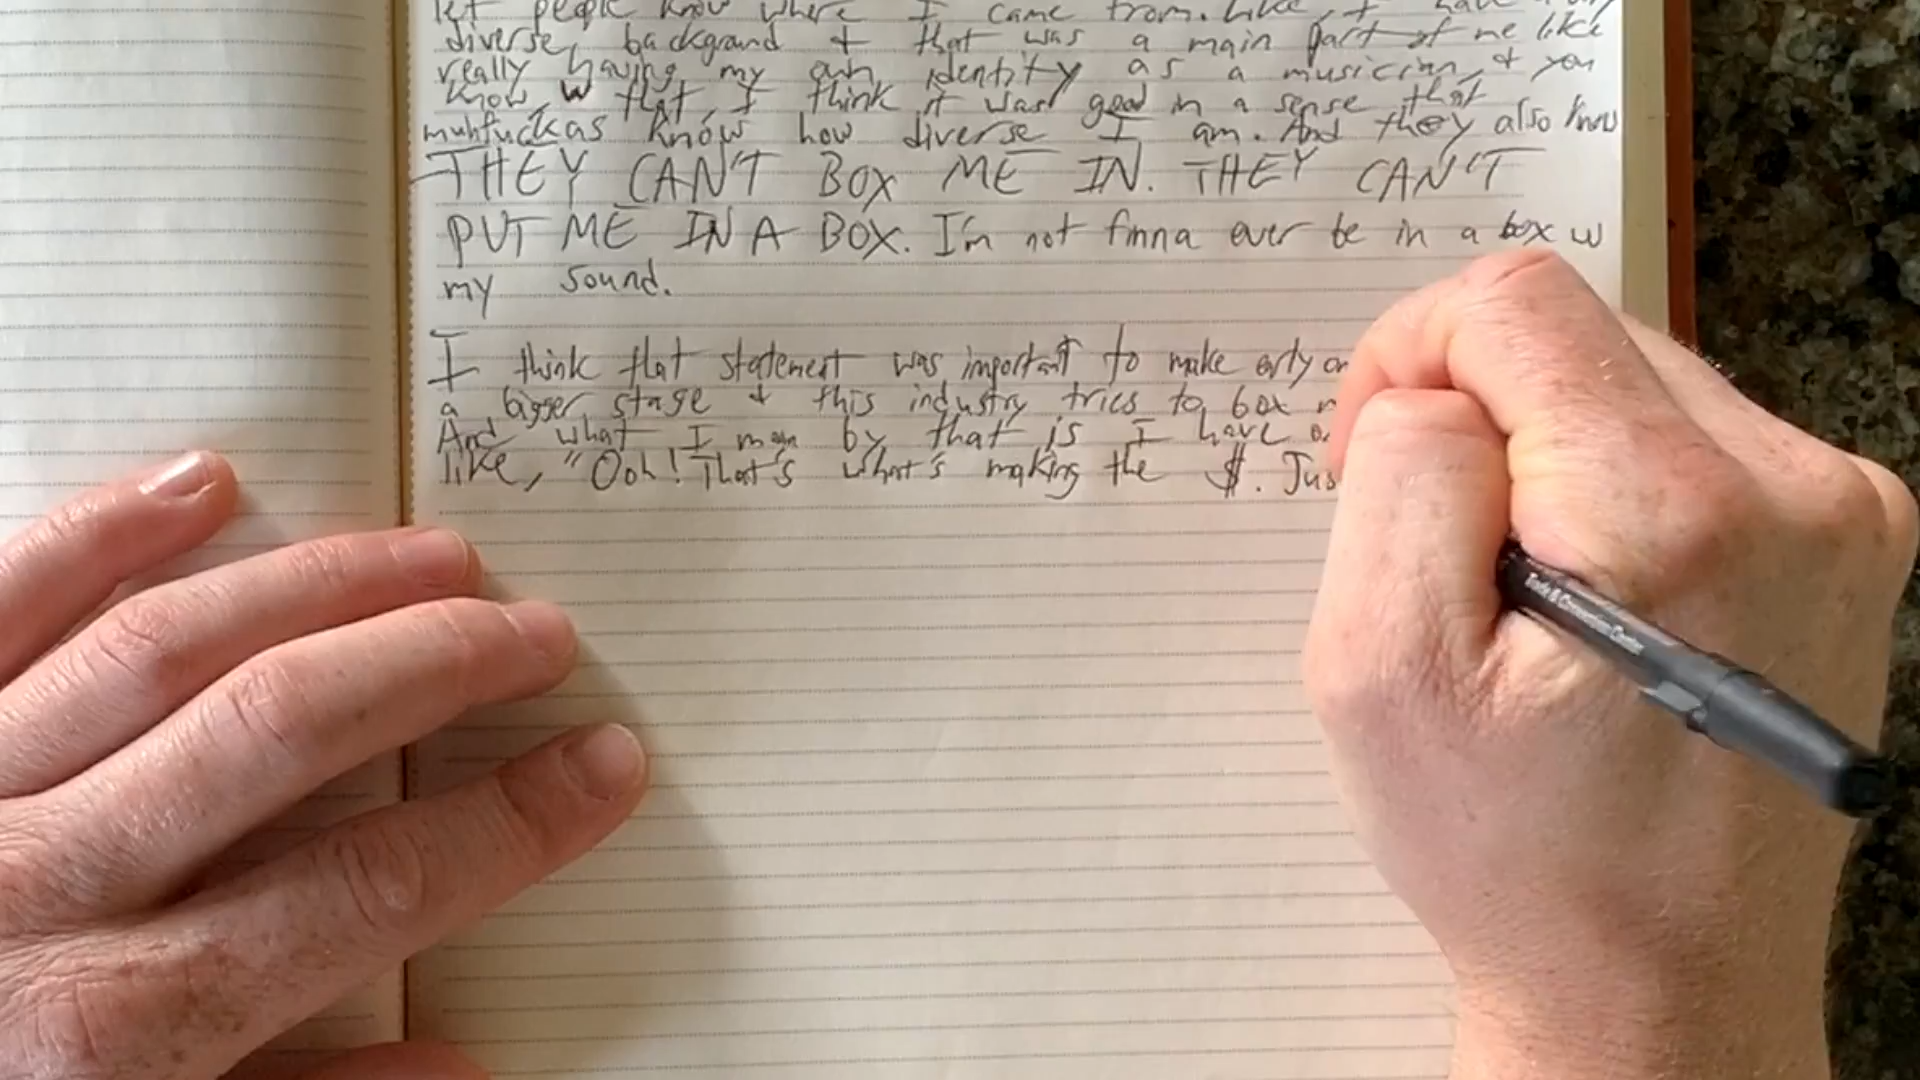 let people know where I came from. Like, I have a
diverse, background & that was a main part of me like
really having my own identity as a musician, & you
know, w that, I think it was good in a sense that
muhfuckas know how diverse I am. And they also know
THEY CAN'T BOX ME IN. THEY CAN'T
PUT ME IN A BOX. I'm not finna ever be in a box w
my sound.
I think that statement was important to make early on
a bigger stage & this industry tries to box
And what I mean by that is I have
like, "Ooh! That's what's making the $. Jus